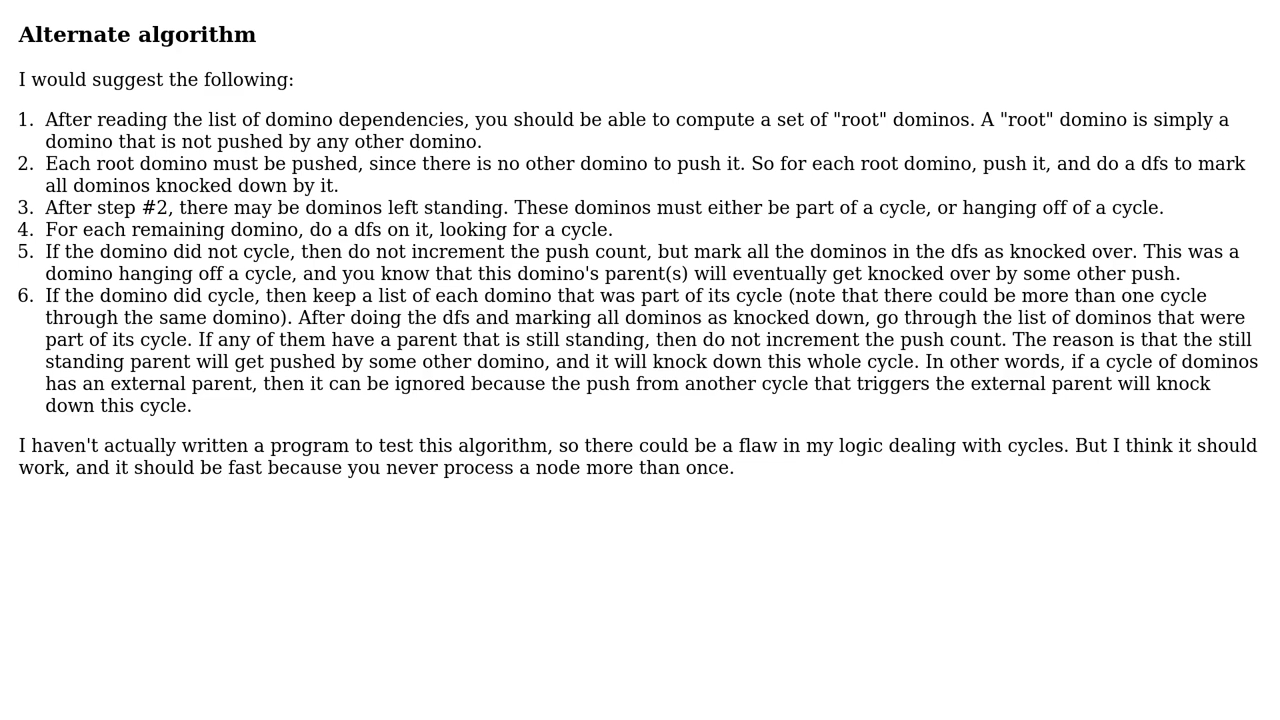 Alternate algorithm
I would suggest the following:
1. After reading the list of domino dependencies, you should be able to compute a set of "root" dominos. A "root" domino is simply a
domino that is not pushed by any other domino.
2. Each root domino must be pushed, since there is no other domino to push it. So for each root domino, push it, and do a dfs to mark
all dominos knocked down by it.
3. After step #2, there may be dominos left standing. These dominos must either be part of a cycle, or hanging off of a cycle.
4. For each remaining domino, do a dfs on it, looking for a cycle.
5. If the domino did not cycle, then do not increment the push count, but mark all the dominos in the dfs as knocked over. This was a
domino hanging off a cycle, and you know that this domino's parent(s) will eventually get knocked over by some other push.
6. If the domino did cycle, then keep a list of each domino that was part of its cycle (note that there could be more than one cycle
through the same domino). After doing the dfs and marking all dominos as knocked down, go through the list of dominos that were
part of its cycle. If any of them have a parent that is still standing, then do not increment the push count. The reason is that the still
standing parent will get pushed by some other domino, and it will knock down this whole cycle. In other words, if a cycle of dominos
has an external parent, then it can be ignored because the push from another cycle that triggers the external parent will knock
down this cycle.
I haven't actually written a program to test this algorithm, so there could be a flaw in my logic dealing with cycles. But I think it should
work, and it should be fast because you never process a node more than once.